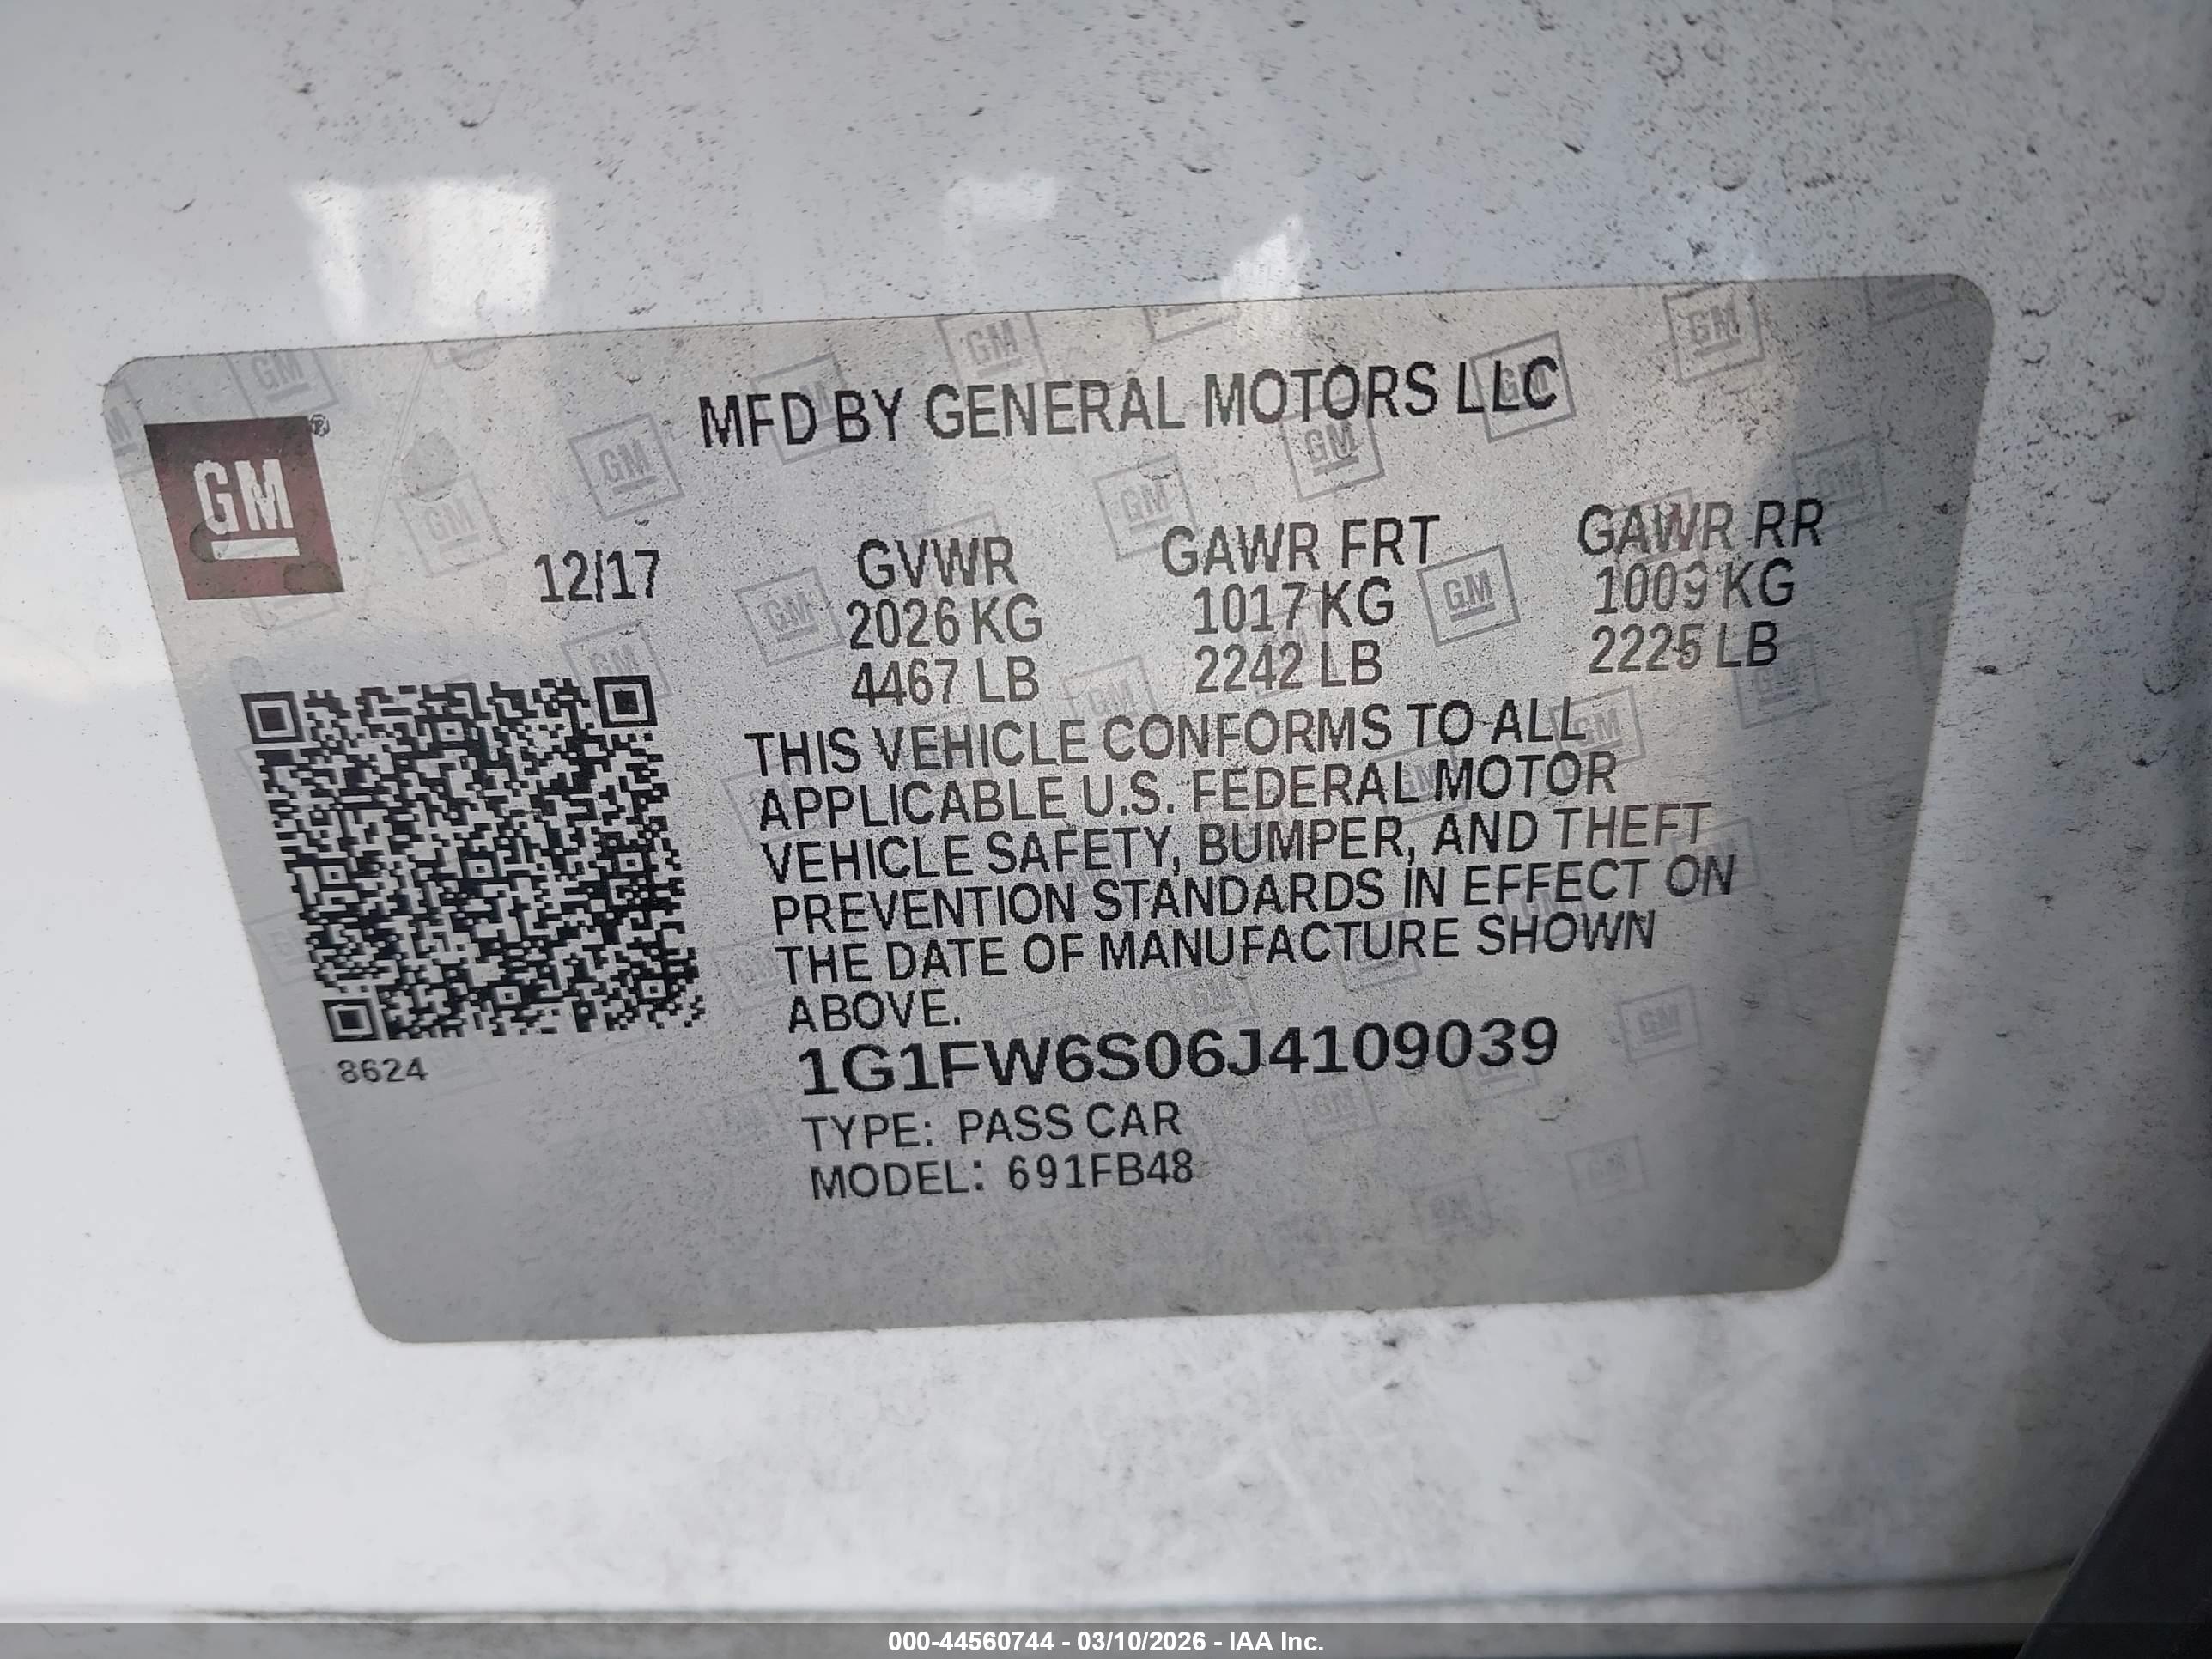 MFD BY GENERAL MOTORS LLC
GM®
12/17
GVWR GAWR FRT GAWR RR
2026 KG 1017 KG 1009 KG
4467 LB 2242 LB 2225 LB
THIS VEHICLE CONFORMS TO ALL
APPLICABLE U.S. FEDERAL MOTOR
VEHICLE SAFETY, BUMPER, AND THEFT
PREVENTION STANDARDS IN EFFECT ON
THE DATE OF MANUFACTURE SHOWN
ABOVE.
8624
1G1FW6S06J4109039
TYPE: PASS CAR
MODEL: 691FB48
000-44560744 - 03/10/2026 - IAA Inc.